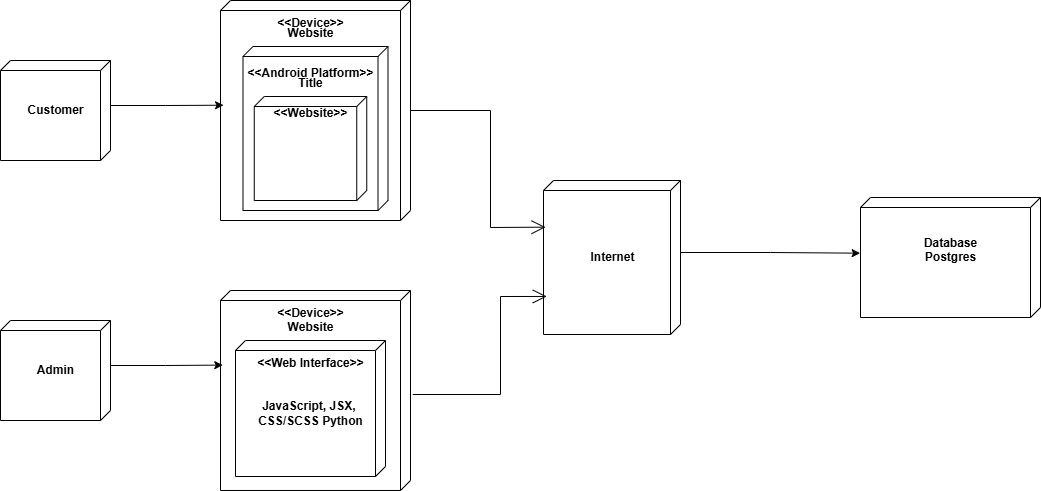 <<Device>>
Website
<<Android Platform>>
Title
<<Website>>
Customer
Internet
Database
Postgres
<<Device>>
Website
<<Web Interface>>
JavaScript, JSX,
CSS/SCSS Python
Admin